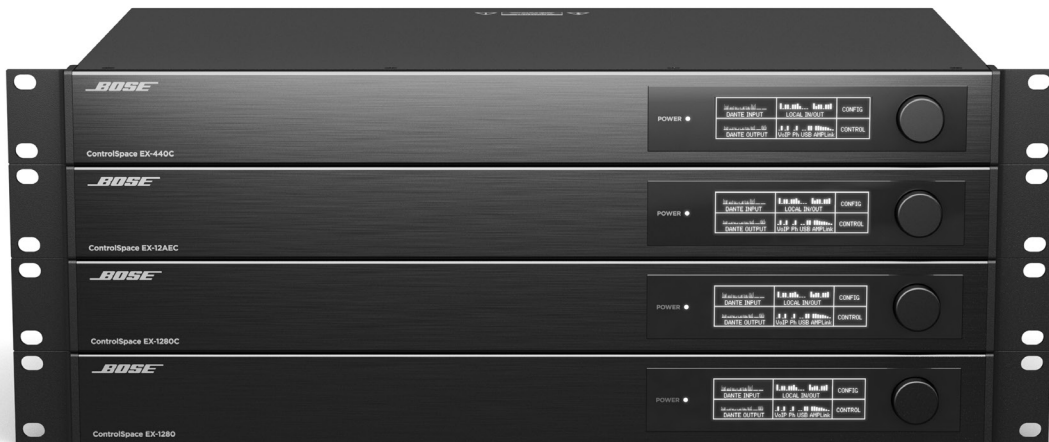 BOSE
POWER
DANTE INPUT
LOCAL IN/OUT
CONFIG
DANTE OUTPUT
VoIP Ph USB AMPLink
CONTROL
ControlSpace EX-440C
BOSE
POWER
DANTE INPUT
LOCAL IN/OUT
CONFIG
DANTE OUTPUT
VoIP Ph USB AMPLink
CONTROL
ControlSpace EX-12AEC
BOSE
POWER
DANTE INPUT
LOCAL IN/OUT
CONFIG
DANTE OUTPUT
VoIP Ph USB AMPLink
CONTROL
ControlSpace EX-1280C
BOSE
POWER
DANTE INPUT
LOCAL IN/OUT
CONFIG
DANTE OUTPUT
VoIP Ph USB AMPLink
CONTROL
ControlSpace EX-1280